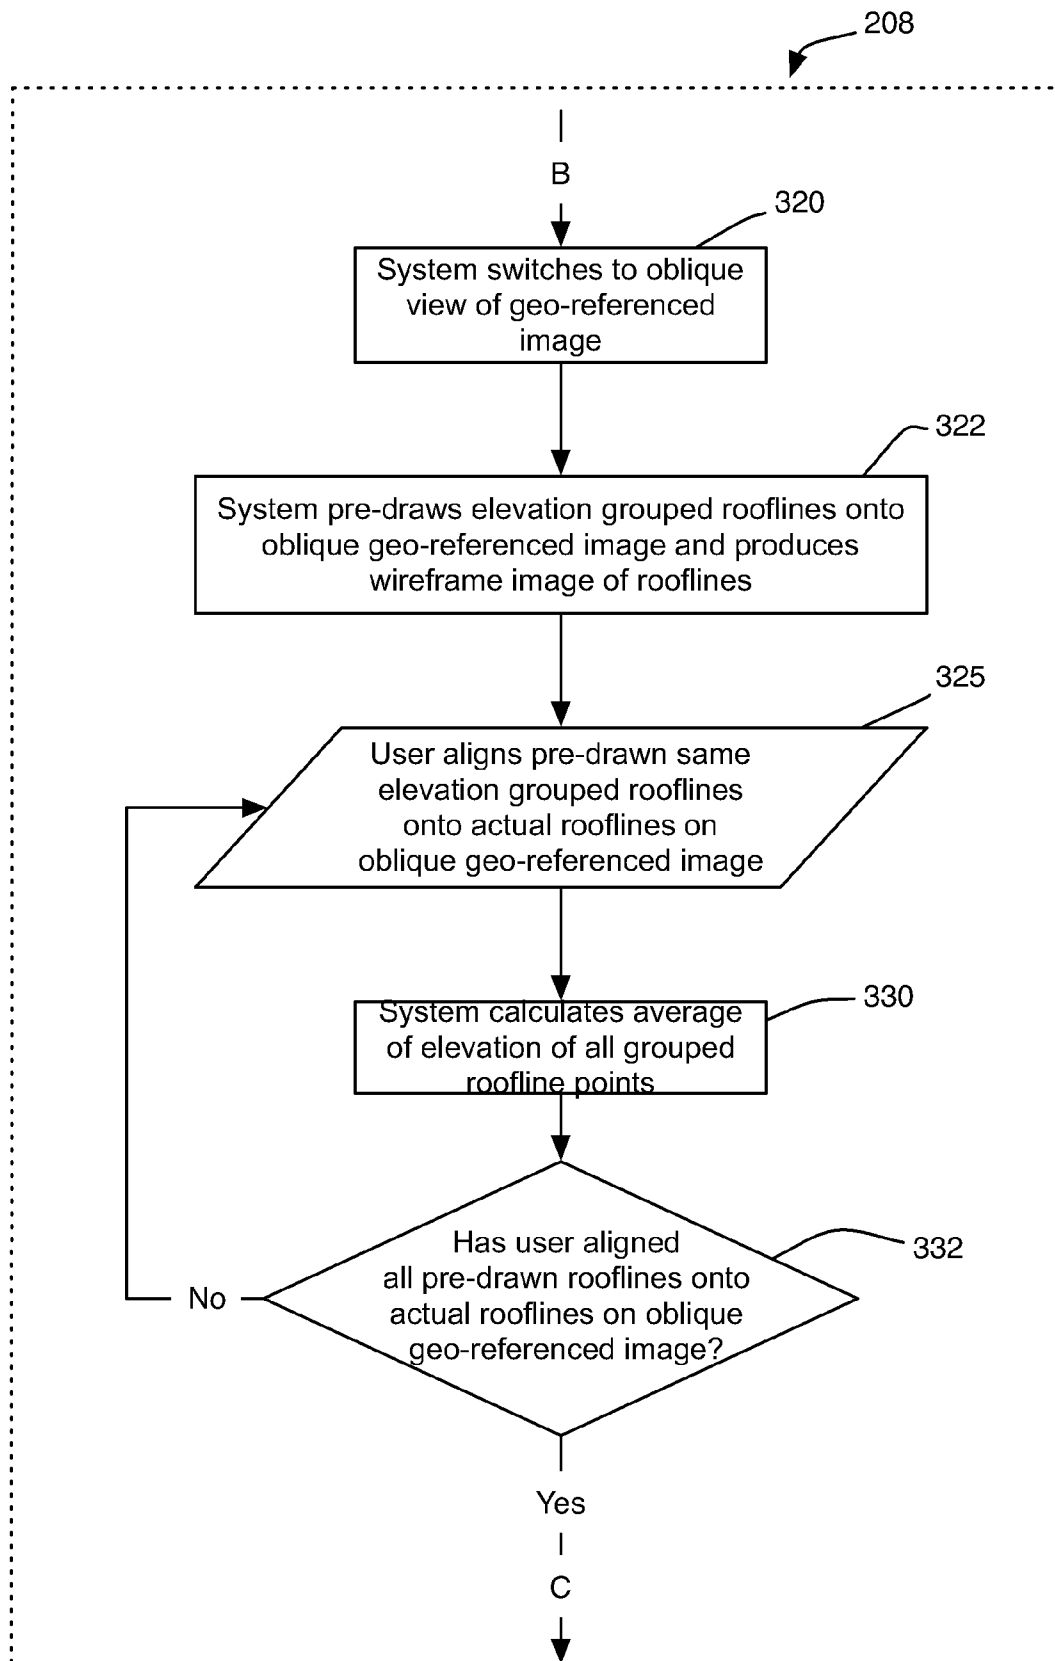 208
B
320
System switches to oblique
view of geo-referenced
image
322
System pre-draws elevation grouped rooflines onto
oblique geo-referenced image and produces
wireframe image of rooflines
325
User aligns pre-drawn same
elevation grouped rooflines
onto actual rooflines on
oblique geo-referenced image
330
System calculates average
of elevation of all grouped
roofline points
332
Has user aligned
all pre-drawn rooflines onto
actual rooflines on oblique
geo-referenced image?
No
Yes
C